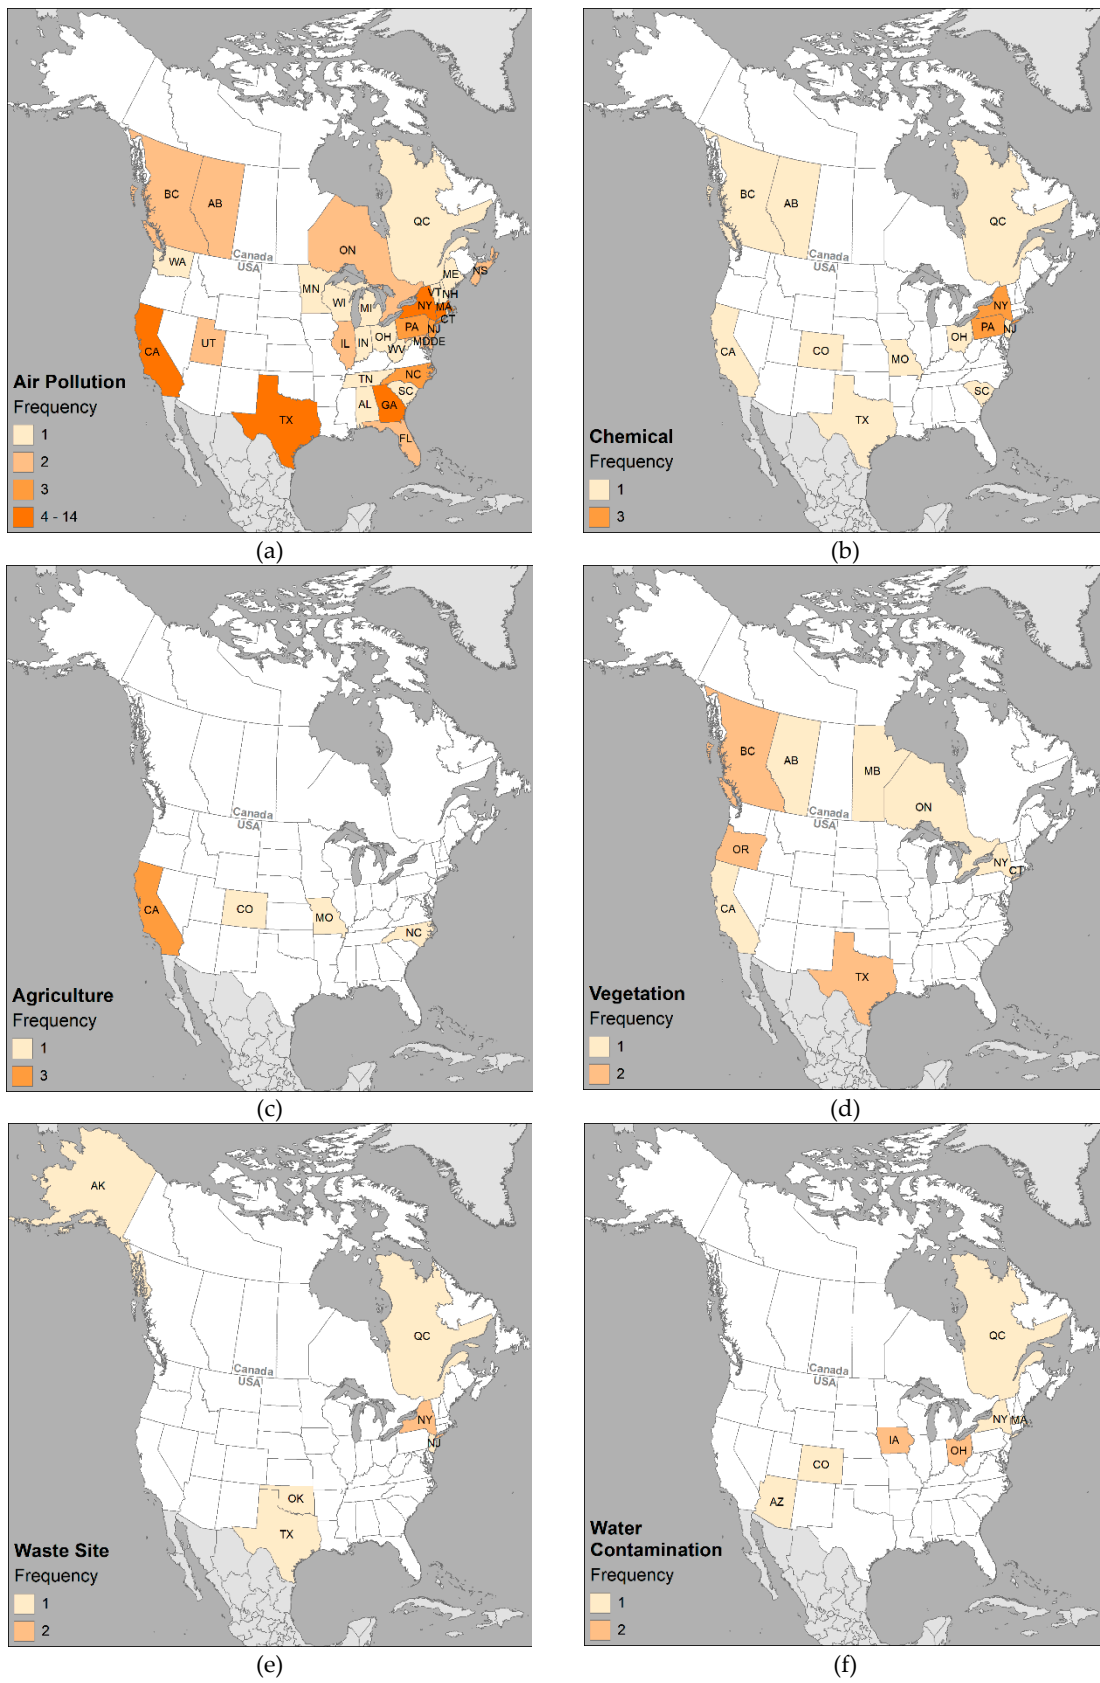 BC
AB
QC
ON
Canada
USA
WA
ME
NS
MN
VT
NH
WI
MI
NY
MA
CT
PA
NJ
OH
MD
DE
CA
UT
IL
IN
WV
NC
TN
SC
AL
GA
TX
FL
Air Pollution
Frequency
1
2
3
4 - 14
(a)
BC
AB
QC
Canada
USA
NY
PA
NJ
OH
CA
CO
MO
SC
TX
Chemical
Frequency
1
3
(b)
Canada
USA
CA
CO
MO
NC
Agriculture
Frequency
1
3
(c)
BC
AB
MB
ON
Canada
USA
OR
NY
CT
CA
TX
Vegetation
Frequency
1
2
(d)
AK
QC
Canada
USA
NY
NJ
OK
TX
Waste Site
Frequency
1
2
(e)
QC
Canada
USA
NY
MA
IA
OH
CO
AZ
Water
Contamination
Frequency
1
2
(f)